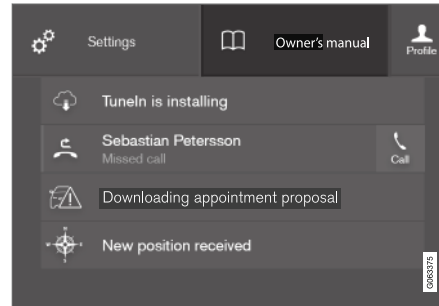 Settings
Owner's manual
Profile
TuneIn is installing
Sebastian Petersson
Missed call
Call
Downloading appointment proposal
New position received
G063375